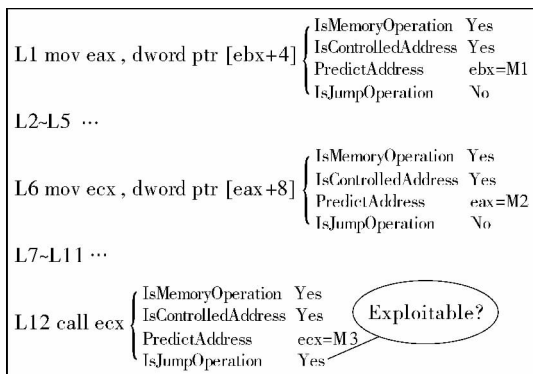 IsMemoryOperation Yes
IsControlledAddress Yes
L1 mov eax , dword ptr [ebx+4]
PredictAddress ebx=M1
IsJumpOperation No
L2~L5 ···
IsMemoryOperation Yes
IsControlledAddress Yes
L6 mov ecx , dword ptr [eax+8]
PredictAddress eax=M2
IsJumpOperation No
L7~L11 ···
IsMemoryOperation Yes
IsControlledAddress Yes
L12 call ecx
PredictAddress ecx=M3
IsJumpOperation Yes
Exploitable?